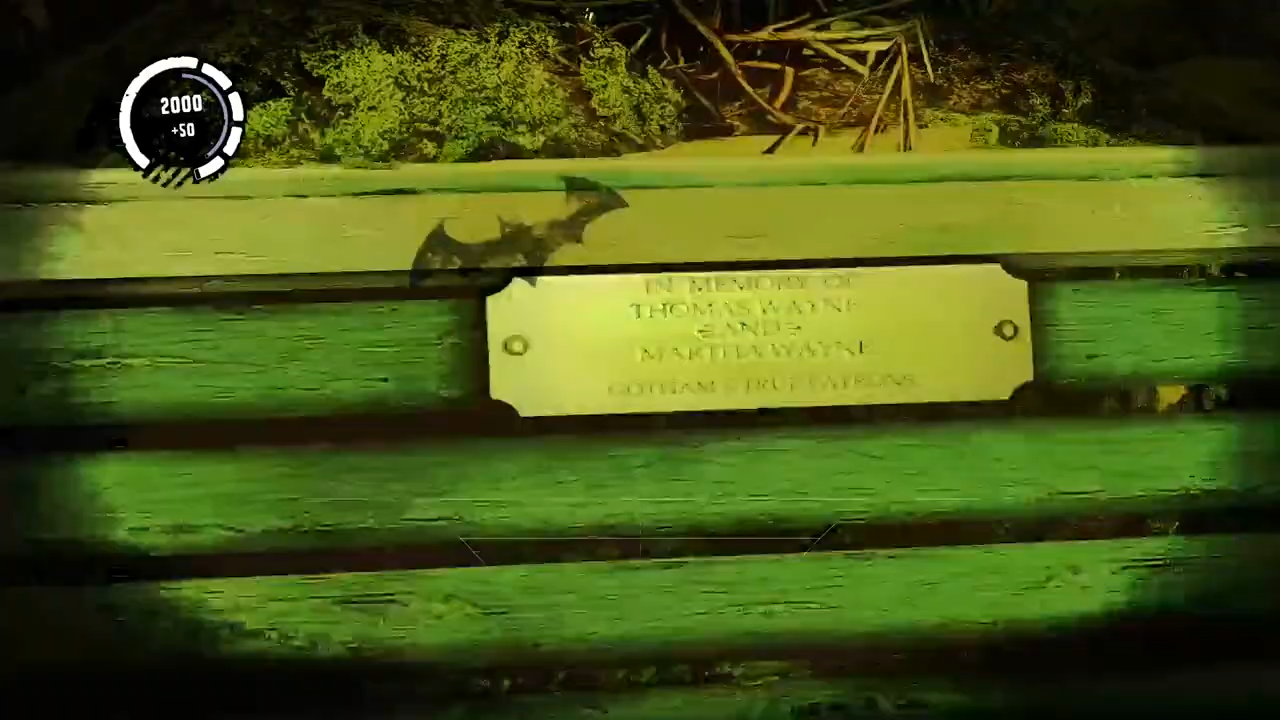 2000
+50
IN MEMORY OF
THOMAS WAYNE
AND
MARTHA WAYNE
GOTHAM'S TRUE PATRONS